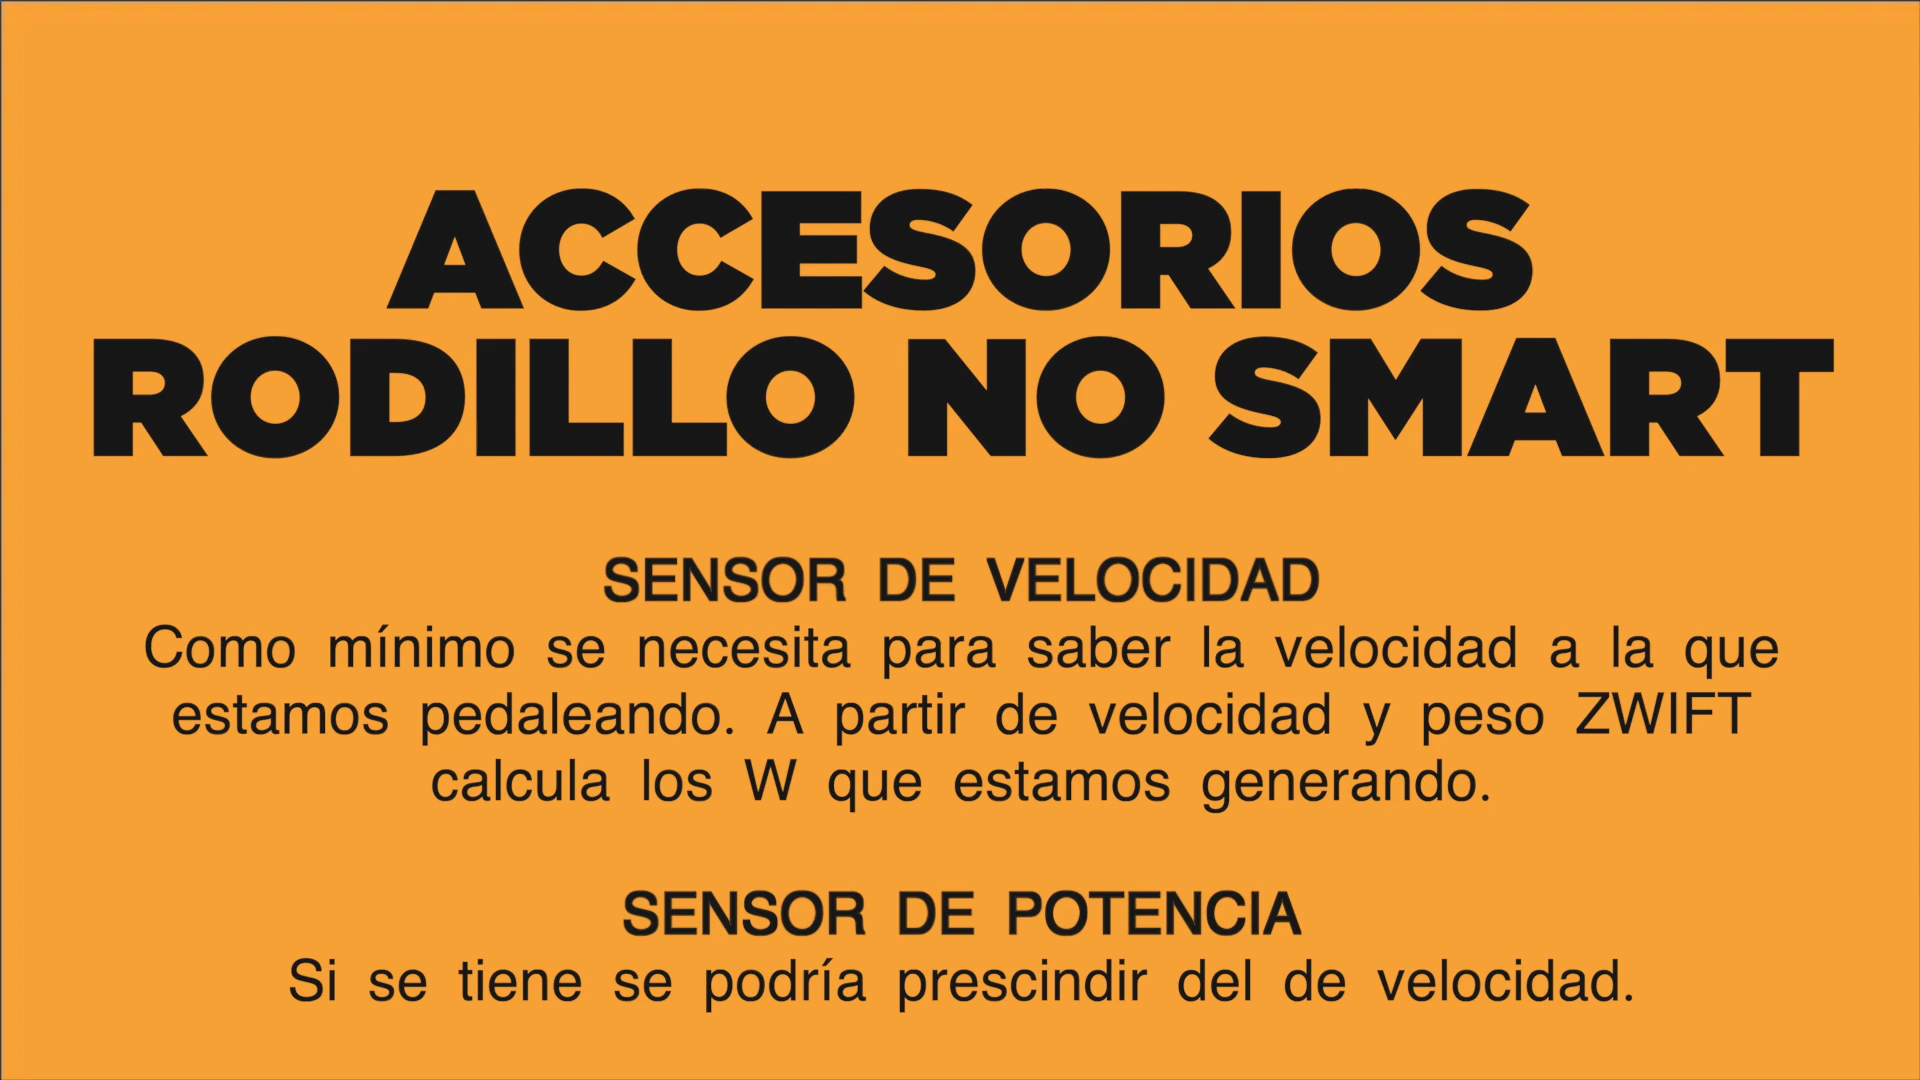 ACCESORIOS
RODILLO NO SMART
SENSOR DE VELOCIDAD
Como mínimo se necesita para saber la velocidad a la que
estamos pedaleando. A partir de velocidad y peso ZWIFT
calcula los W que estamos generando.
SENSOR DE POTENCIA
Si se tiene se podría prescindir del de velocidad.